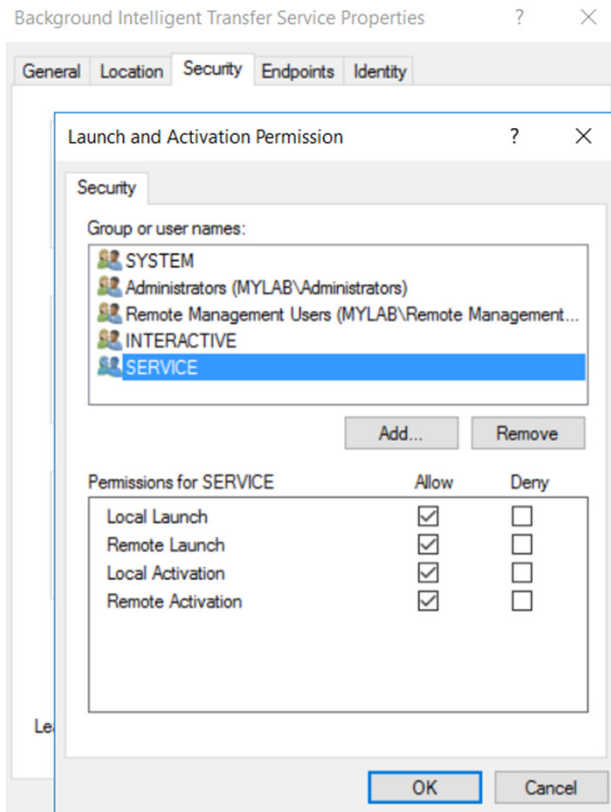 Background Intelligent Transfer Service Properties ? ×
General Location Security Endpoints Identity
Launch and Activation Permission ? ×
Security
Group or user names:
SYSTEM
Administrators (MYLAB\Administrators)
Remote Management Users (MYLAB\Remote Management...
INTERACTIVE
SERVICE
Add... Remove
Permissions for SERVICE Allow Deny
Local Launch
Remote Launch
Local Activation
Remote Activation
Le
OK Cancel